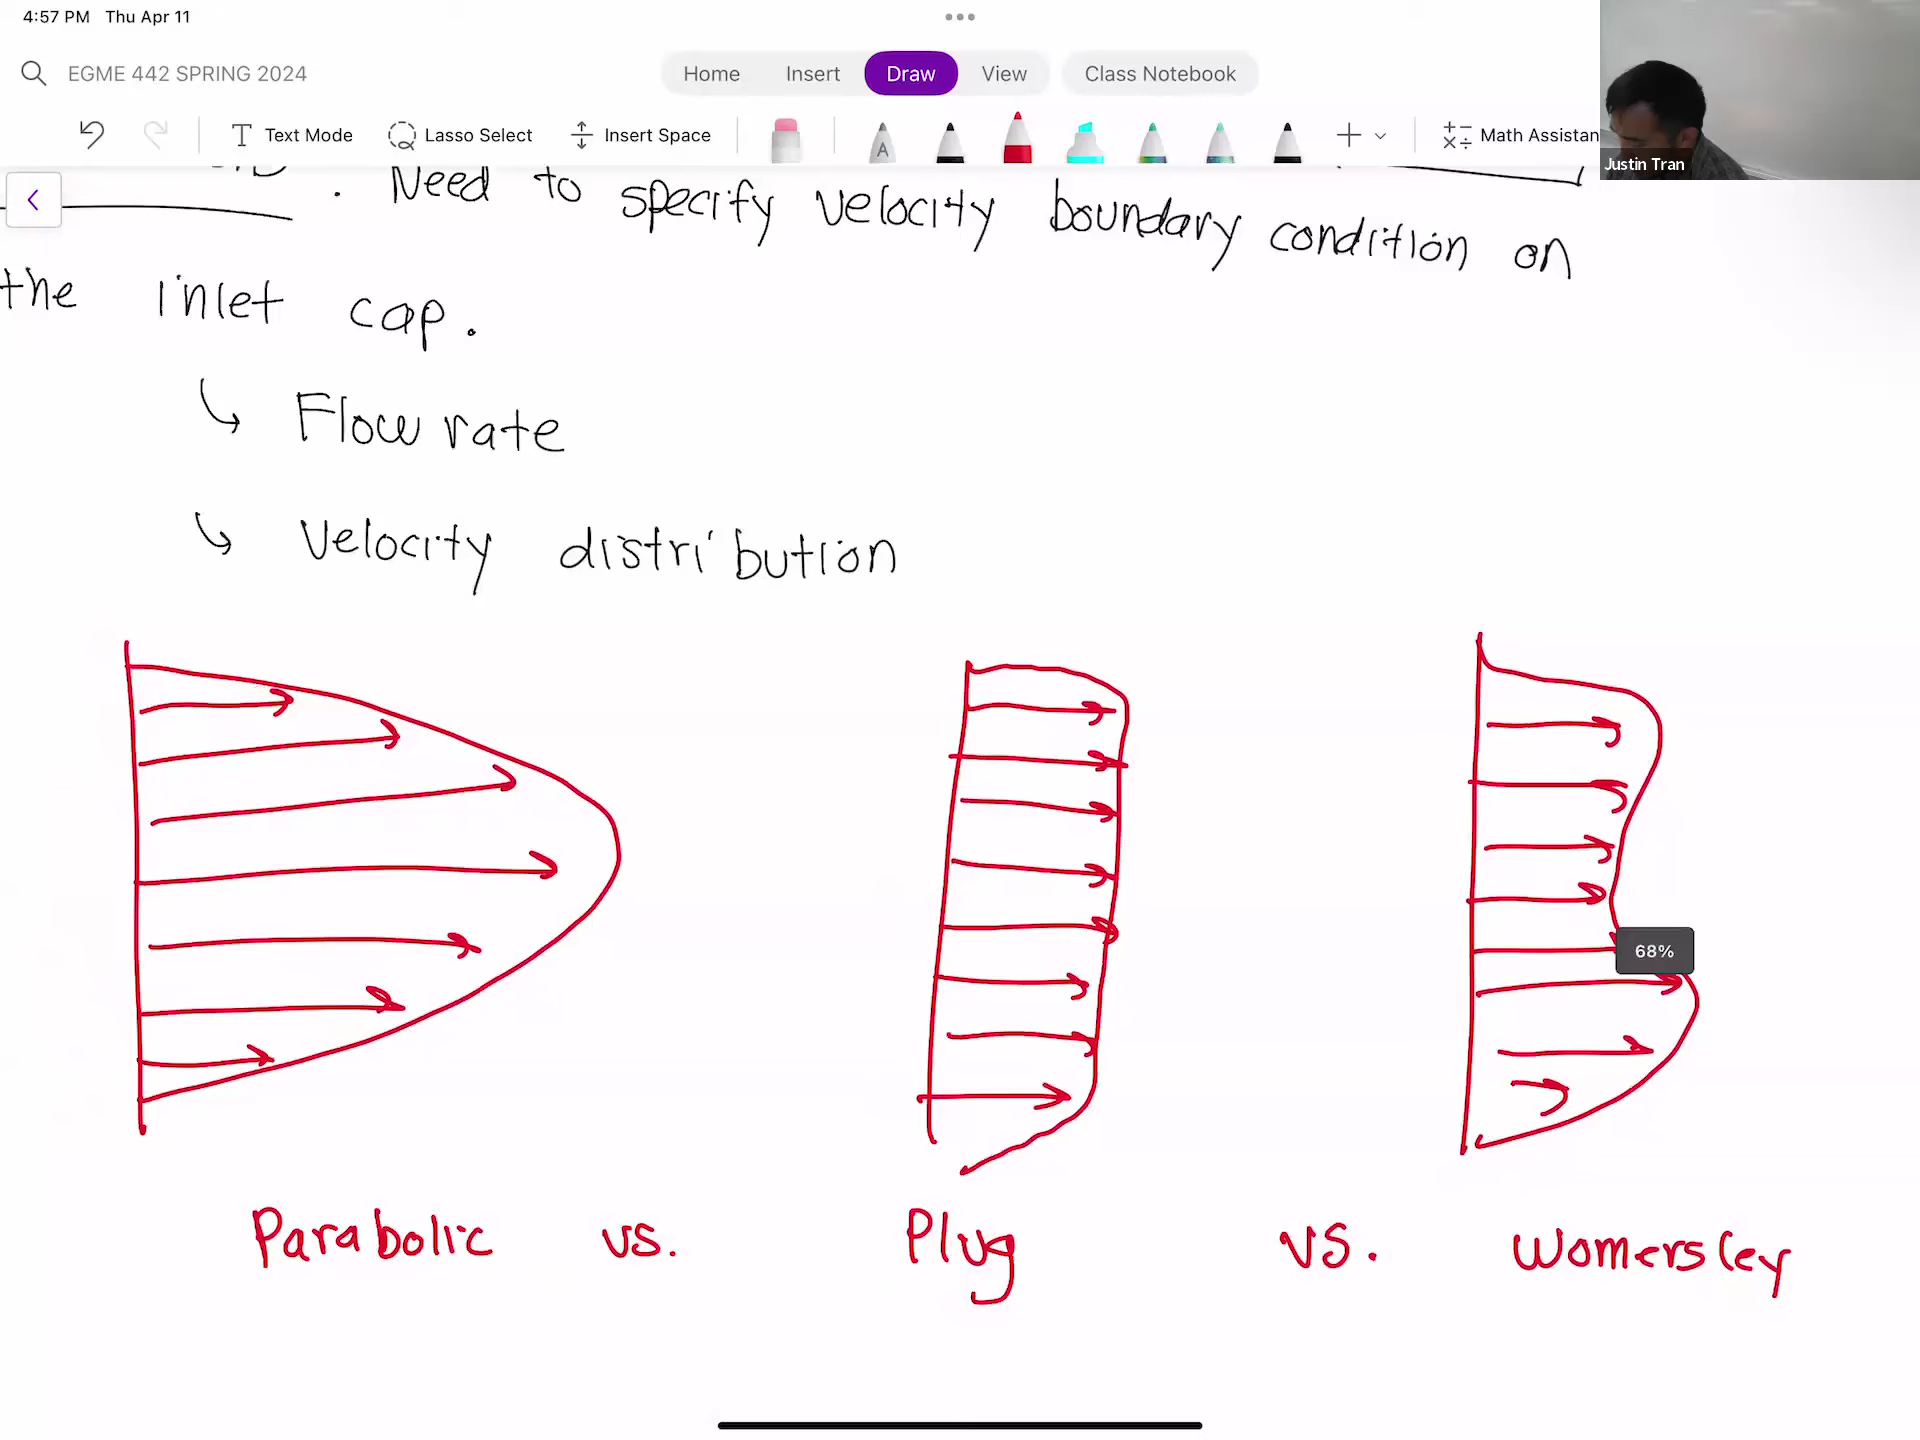 4:57 PM Thu Apr 11
EGME 442 SPRING 2024
Home Insert Draw View Class Notebook
Text Mode Lasso Select Insert Space Math Assistan
Justin Tran
. Need to specify velocity boundary condition on
the inlet cap.
Flow rate
Velocity distribution
68%
Parabolic vs. Plug vs. Womersley